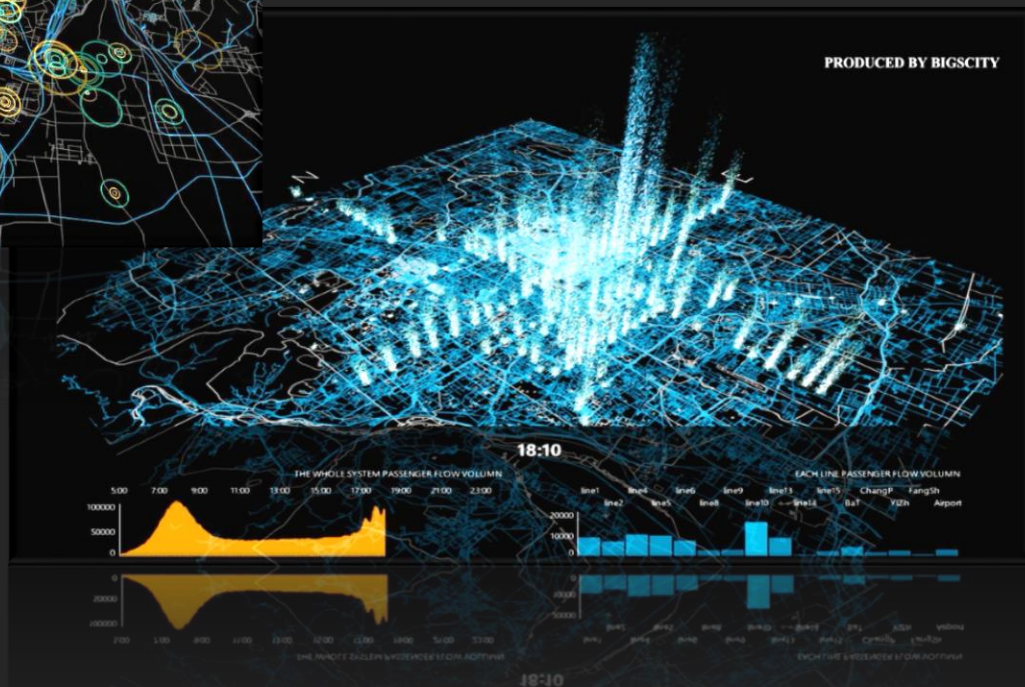 PRODUCED BY BIGSCITY
N
18:10
THE WHOLE SYSTEM PASSENGER FLOW VOLUMN
EACH LINE PASSENGER FLOW VOLUMN
5:00 7:00 9:00 11:00 13:00 15:00 17:00 19:00 21:00 23:00
line1 line4 line6 line9 line13 line15 ChangP FangSh
line2 line5 line8 line10 line14 BaT YiZh Airport
100000
50000
0
20000
10000
0